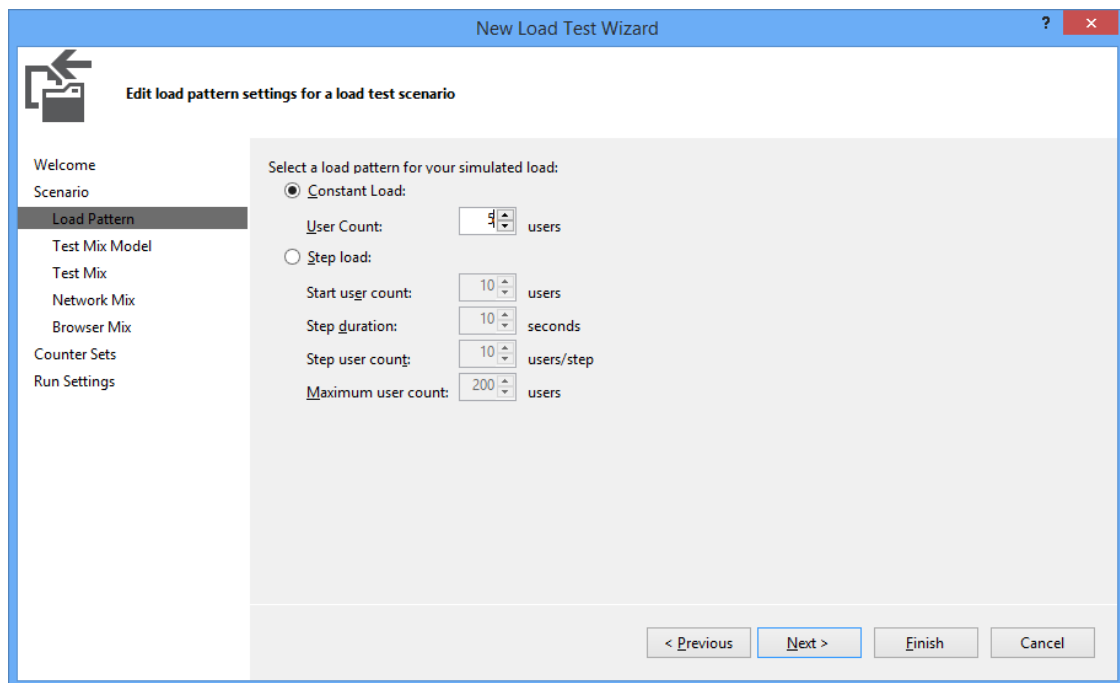 New Load Test Wizard
?
Edit load pattern settings for a load test scenario
Welcome
Scenario
Load Pattern
Test Mix Model
Test Mix
Network Mix
Browser Mix
Counter Sets
Run Settings
Select a load pattern for your simulated load:
Constant Load:
User Count: 5 users
Step load:
Start user count: 10 users
Step duration: 10 seconds
Step user count: 10 users/step
Maximum user count: 200 users
< Previous Next > Finish Cancel